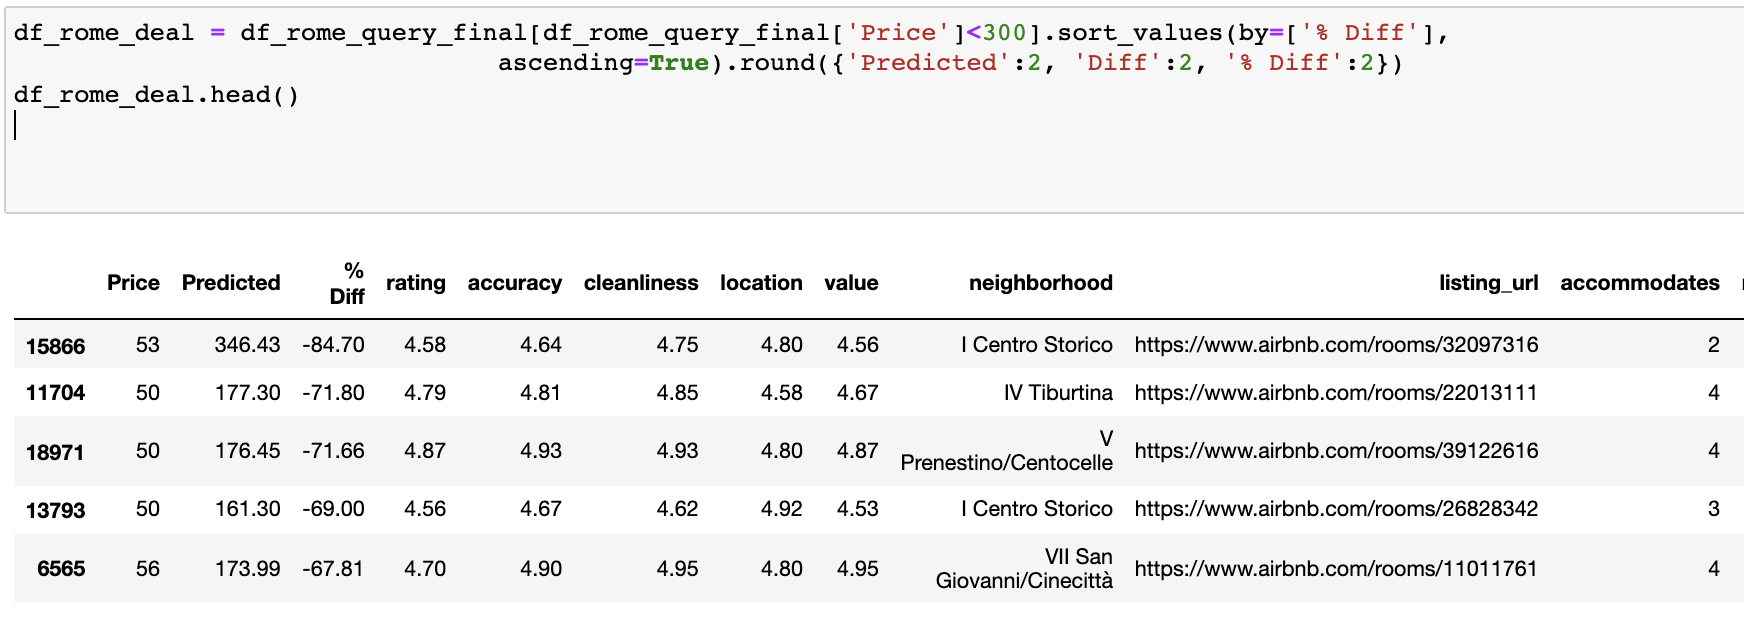 df_rome_deal = df_rome_query_final[df_rome_query_final['Price']<300].sort_values(by=['% Diff'],
ascending=True).round({'Predicted':2, 'Diff':2, '% Diff':2})
df_rome_deal.head()
Price Predicted % Diff rating accuracy cleanliness location value neighborhood listing_url accommodates
15866 53 346.43 -84.70 4.58 4.64 4.75 4.80 4.56 I Centro Storico https://www.airbnb.com/rooms/32097316 2
11704 50 177.30 -71.80 4.79 4.81 4.85 4.58 4.67 IV Tiburtina https://www.airbnb.com/rooms/22013111 4
18971 50 176.45 -71.66 4.87 4.93 4.93 4.80 4.87 V Prenestino/Centocelle https://www.airbnb.com/rooms/39122616 4
13793 50 161.30 -69.00 4.56 4.67 4.62 4.92 4.53 I Centro Storico https://www.airbnb.com/rooms/26828342 3
6565 56 173.99 -67.81 4.70 4.90 4.95 4.80 4.95 VII San Giovanni/Cinecittà https://www.airbnb.com/rooms/11011761 4